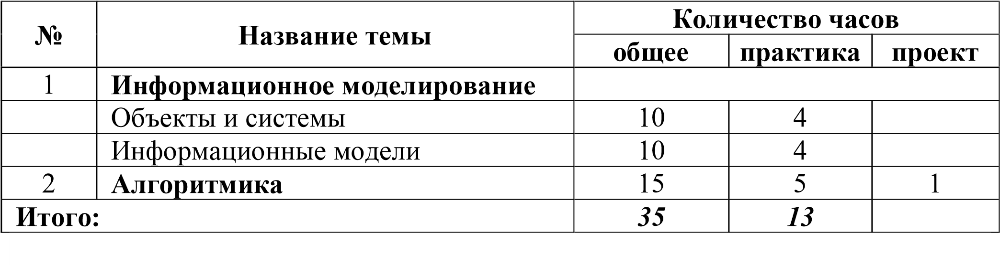 № Название темы Количество часов
общее практика проект
1 Информационное моделирование
Объекты и системы 10 4
Информационные модели 10 4
2 Алгоритмика 15 5 1
Итого: 35 13